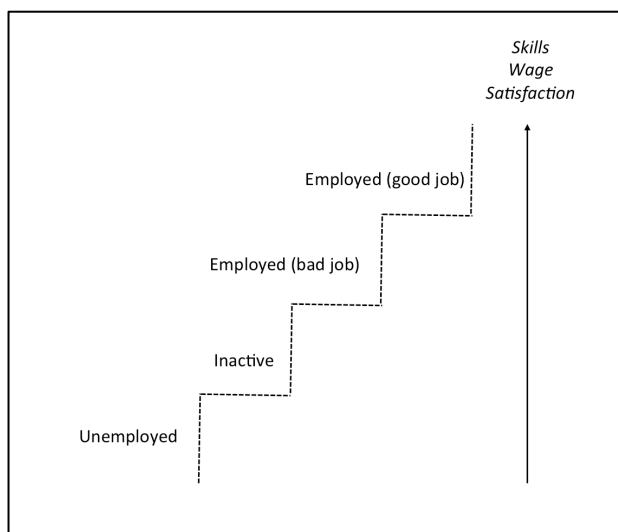 Skills
Wage
Satisfaction
Employed (good job)
Employed (bad job)
Inactive
Unemployed